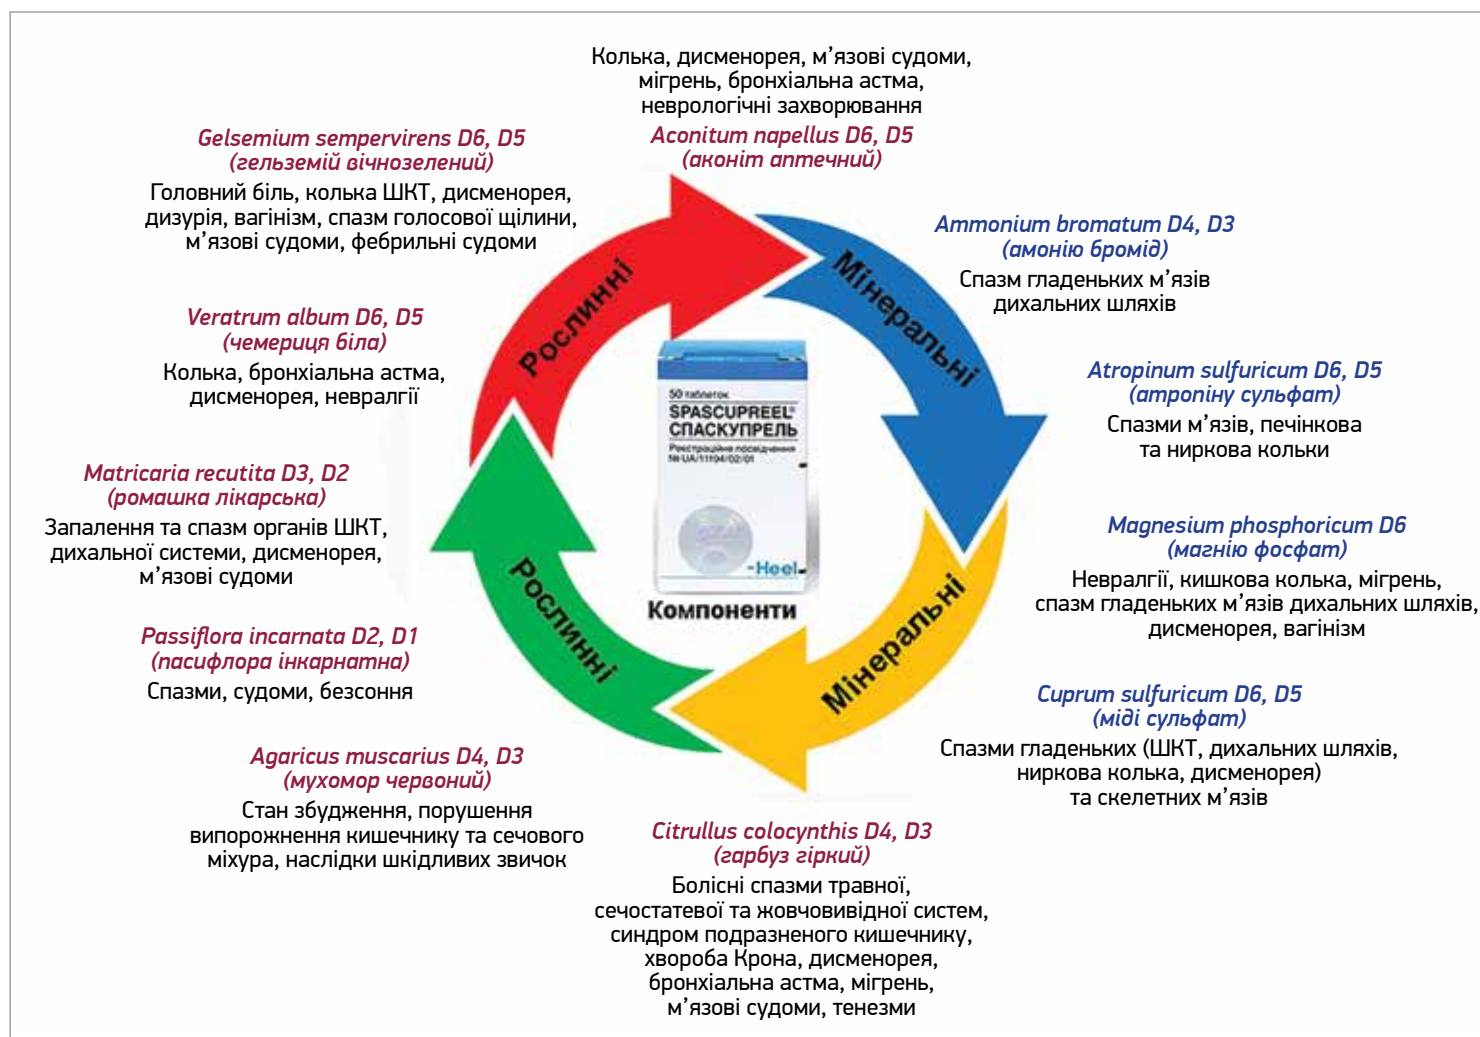 Колька, дисменорея, м’язові судоми,
мігрень, бронхіальна астма,
неврологічні захворювання
Aconitum napellus D6, D5
(аконіт аптечний)
Ammonium bromatum D4, D3
(амонію бромід)
Спазм гладеньких м’язів
дихальних шляхів
Atropinum sulfuricum D6, D5
(атропіну сульфат)
Спазми м’язів, печінкова
та ниркова кольки
Magnesium phosphoricum D6
(магнію фосфат)
Невралгії, кишкова колька, мігрень,
спазм гладеньких м’язів дихальних шляхів,
дисменорея, вагінізм
Cuprum sulfuricum D6, D5
(міді сульфат)
Спазми гладеньких (ШКТ, дихальних шляхів,
ниркова колька, дисменорея)
та скелетних м’язів
Citrullus colocynthis D4, D3
(гарбуз гіркий)
Болісні спазми травної,
сечостатевої та жовчовивідної систем,
синдром подразненого кишечнику,
хвороба Крона, дисменорея,
бронхіальна астма, мігрень,
м’язові судоми, тенезми
Agaricus muscarius D4, D3
(мухомор червоний)
Стан збудження, порушення
випорожнення кишечнику та сечового
міхура, наслідки шкідливих звичок
Passiflora incarnata D2, D1
(пасифлора інкарнатна)
Спазми, судоми, безсоння
Matricaria recutita D3, D2
(ромашка лікарська)
Запалення та спазм органів ШКТ,
дихальної системи, дисменорея,
м’язові судоми
Veratrum album D6, D5
(чемериця біла)
Колька, бронхіальна астма,
дисменорея, невралгії
Gelsemium sempervirens D6, D5
(гельземій вічнозелений)
Головний біль, колька ШКТ, дисменорея,
дизурія, вагінізм, спазм голосової щілини,
м’язові судоми, фебрильні судоми
Рослинні
Мінеральні
Мінеральні
Рослинні
50 таблеток
SPASCUPREEL®
СПАСКУПРЕЛЬ
Реєстраційне посвідчення
№ UA/11194/02/01
-Heel
Компоненти